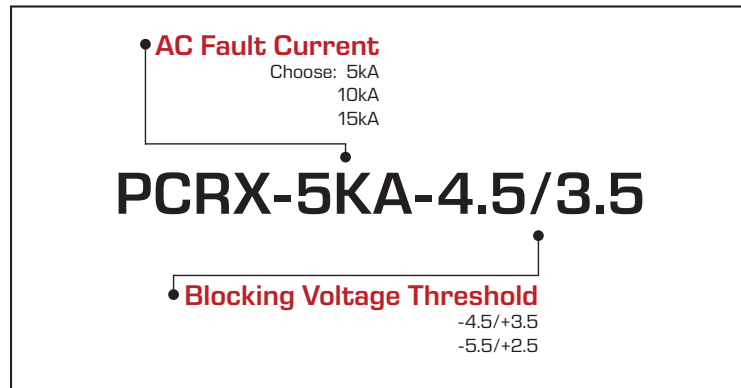 AC Fault Current
Choose: 5kA
10kA
15kA
PCRX-5KA-4.5/3.5
Blocking Voltage Threshold
-4.5/+3.5
-5.5/+2.5